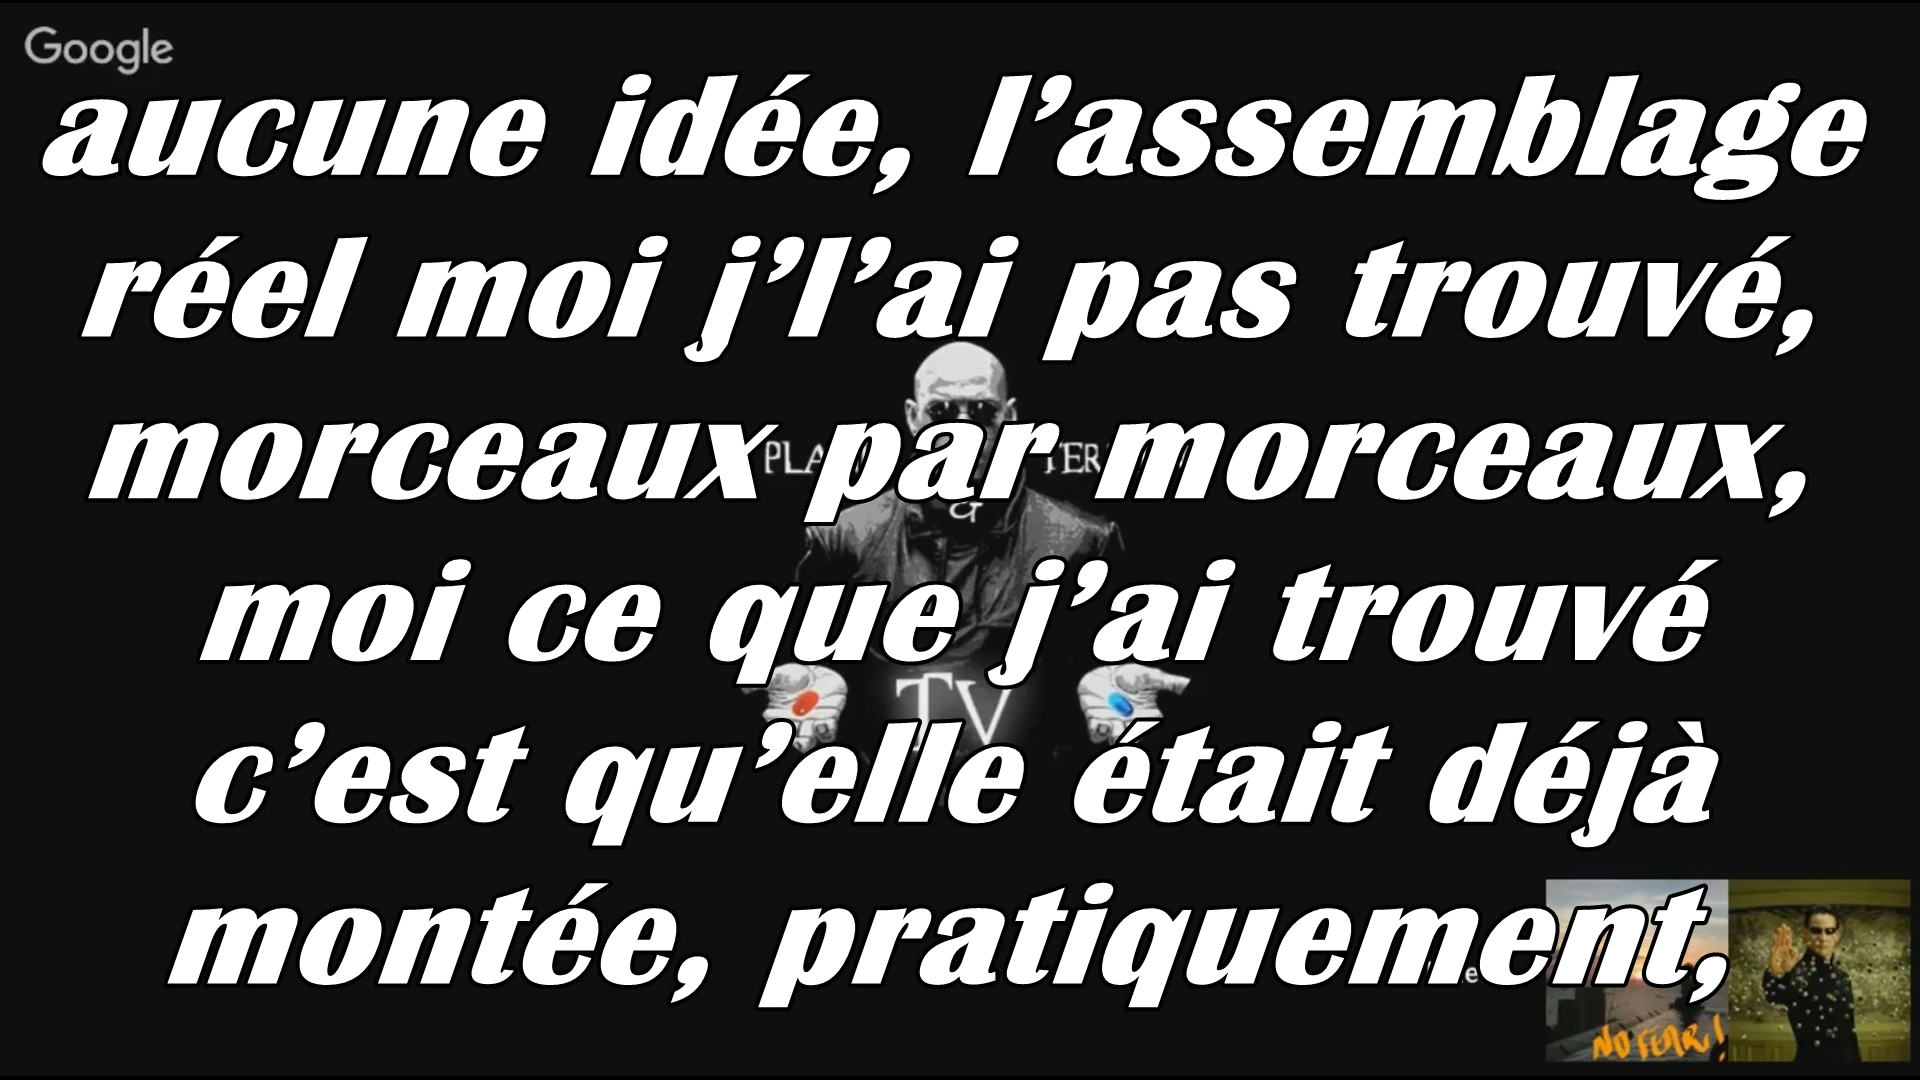 Google
aucune idée, l’assemblage
réel moi j’l’ai pas trouvé,
morceaux par morceaux,
&
moi ce que j’ai trouvé
TV
c’est qu’elle était déjà
montée, pratiquement,
NO FEAR!